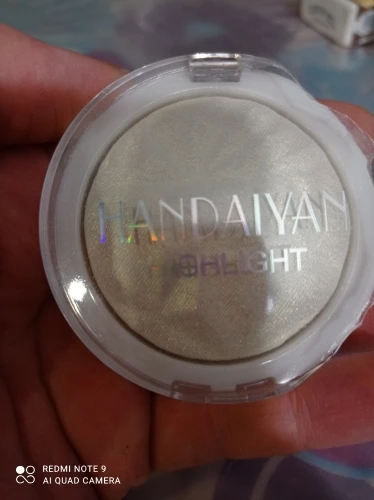 HANDAIYAN
HIGHLIGHT
REDMI NOTE 9
AI QUAD CAMERA